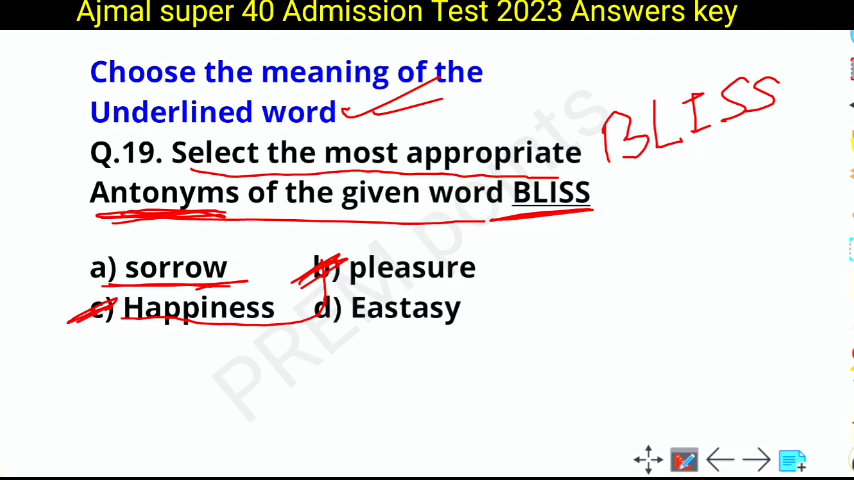 Ajmal super 40 Admission Test 2023 Answers key
Choose the meaning of the
Underlined word
BLISS
Q.19. Select the most appropriate
Antonyms of the given word BLISS
a) sorrow b) pleasure
c) Happiness d) Eastasy
PREM points